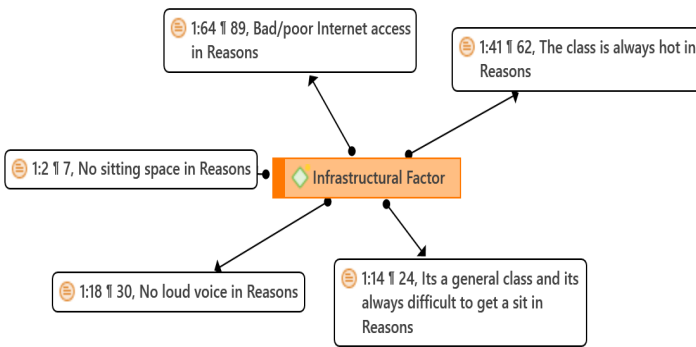 1:64 ¶ 89, Bad/poor Internet access
in Reasons
1:41 ¶ 62, The class is always hot in
Reasons
1:2 ¶ 7, No sitting space in Reasons
Infrastructural Factor
1:18 ¶ 30, No loud voice in Reasons
1:14 ¶ 24, Its a general class and its
always difficult to get a sit in
Reasons